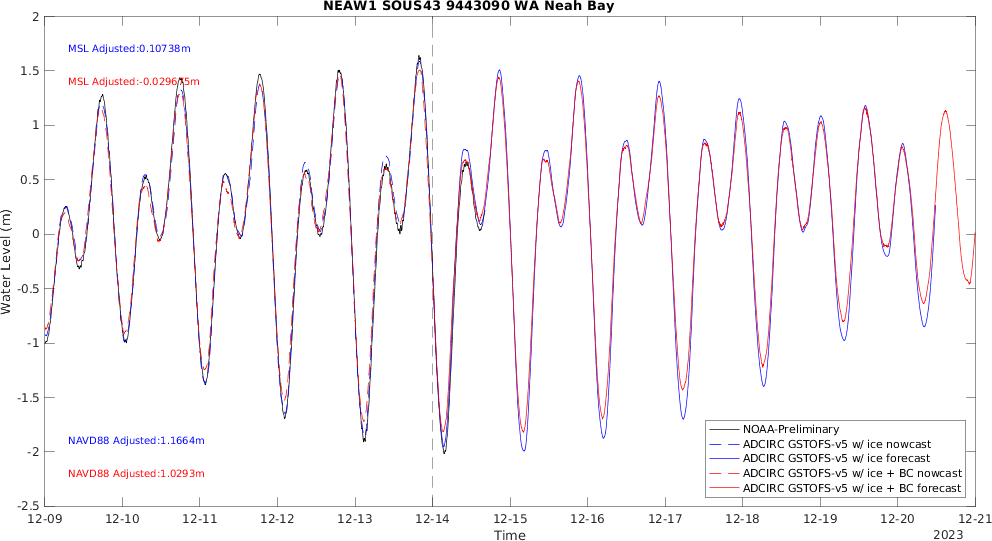 NEAW1 SOUS43 9443090 WA Neah Bay
Water Level (m)
2
1.5
1
0.5
0
-0.5
-1
-1.5
-2
-2.5
MSL Adjusted:0.10738m
NAVD88 Adjusted:1.1664m
NAVD88 Adjusted:1.0293m
NOAA-Preliminary
ADCIRC GSTOFS-v5 w/ ice nowcast
ADCIRC GSTOFS-v5 w/ ice forecast
ADCIRC GSTOFS-v5 w/ ice + BC nowcast
ADCIRC GSTOFS-v5 w/ ice + BC forecast
12-09 12-10 12-11 12-12 12-13 12-14 12-15 12-16 12-17 12-18 12-19 12-20 12-21
Time
2023